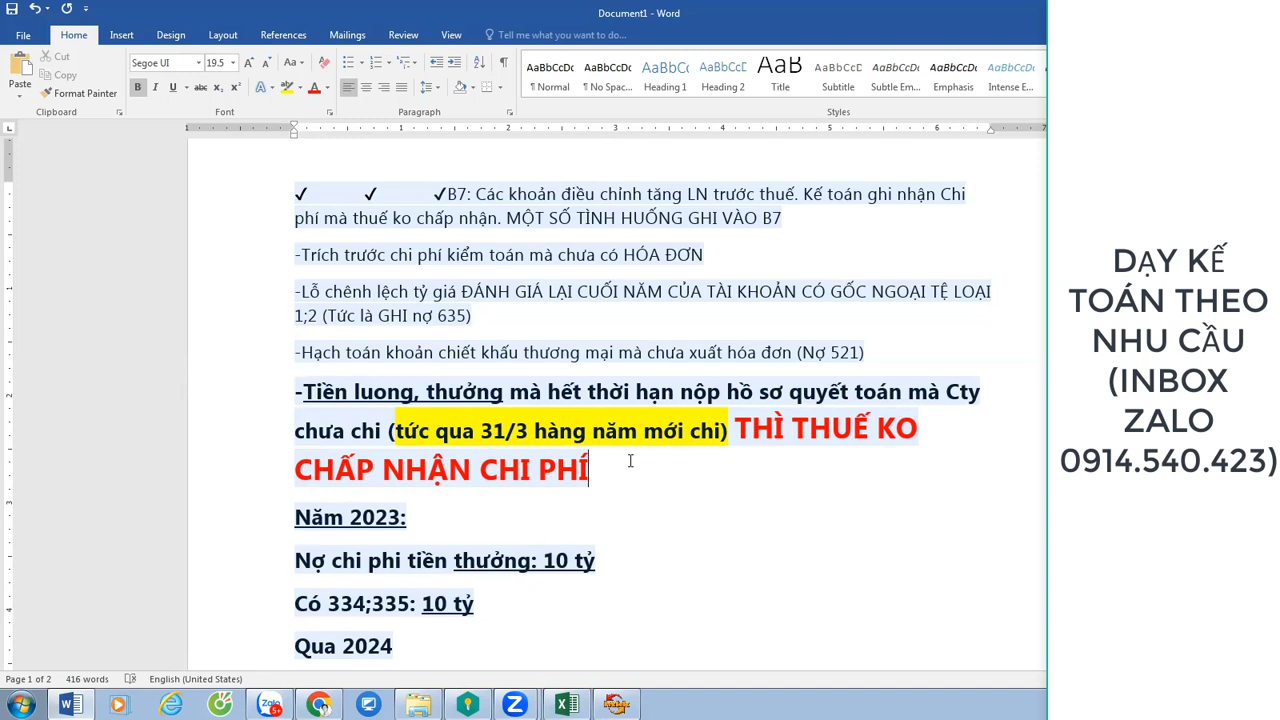 Document1 - Word
File Home Insert Design Layout References Mailings Review View Tell me what you want to do...
Paste
Cut
Copy
Format Painter
Clipboard
Segoe UI 19.5
Font
Paragraph
AaBbCcDc AaBbCcDc AaBbCc AaBbCcD AaB AaBbCcD AaBbCcDc AaBbCcDc AaBbCcDc
¶ Normal ¶ No Spac... Heading 1 Heading 2 Title Subtitle Subtle Em... Emphasis Intense E...
Styles
1 1 2 3 4 5 6 7
✓ ✓ ✓B7: Các khoản điều chỉnh tăng LN trước thuế. Kế toán ghi nhận Chi
phí mà thuế ko chấp nhận. MỘT SỐ TÌNH HUỐNG GHI VÀO B7
-Trích trước chi phí kiểm toán mà chưa có HÓA ĐƠN
-Lỗ chênh lệch tỷ giá ĐÁNH GIÁ LẠI CUỐI NĂM CỦA TÀI KHOẢN CÓ GỐC NGOẠI TỆ LOẠI
1;2 (Tức là GHI nợ 635)
-Hạch toán khoản chiết khấu thương mại mà chưa xuất hóa đơn (Nợ 521)
-Tiền luong, thưởng mà hết thời hạn nộp hồ sơ quyết toán mà Cty
chưa chi (tức qua 31/3 hàng năm mới chi) THÌ THUẾ KO
CHẤP NHẬN CHI PHÍ
Năm 2023:
Nợ chi phi tiền thưởng: 10 tỷ
Có 334;335: 10 tỷ
Qua 2024
Page 1 of 2 416 words English (United States)
Zalo
DẠY KẾ
TOÁN THEO
NHU CẦU
(INBOX
ZALO
0914.540.423)